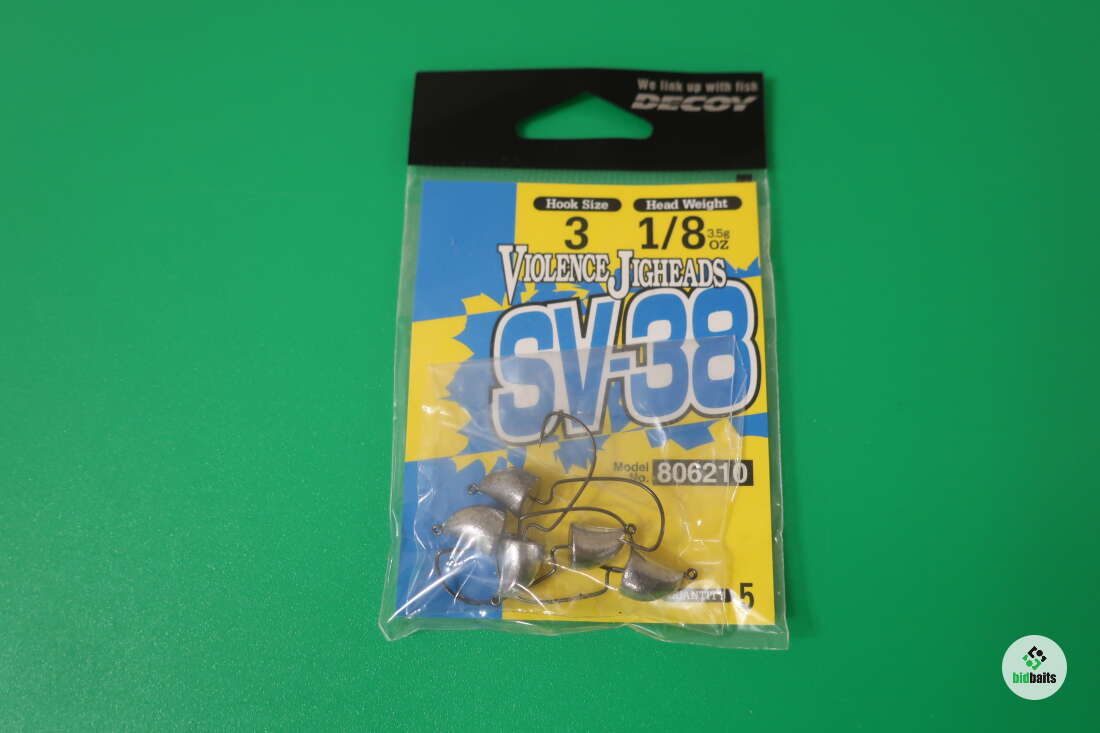 We link up with fish
DECOY
Hook Size
Head Weight
3
1/8 3.5g OZ
VIOLENCE JIGHEADS
SV-38
Model No. 806210
QUANTITY 5
bidbaits